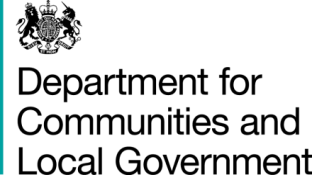 Department for
Communities and
Local Government